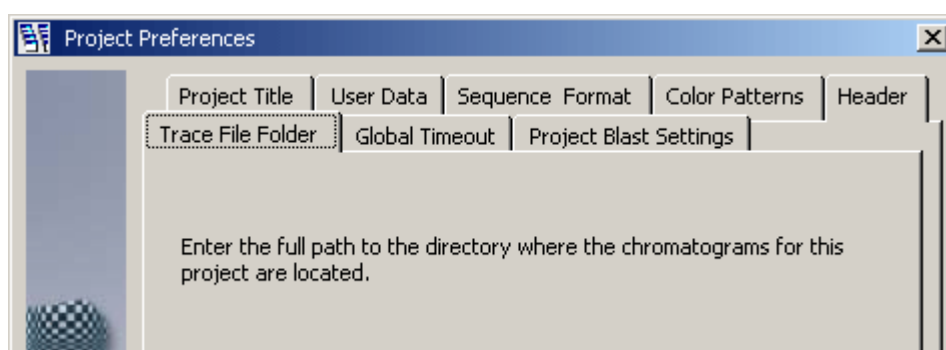 Project Preferences
Project Title User Data Sequence Format Color Patterns Header
Trace File Folder Global Timeout Project Blast Settings
Enter the full path to the directory where the chromatograms for this
project are located.